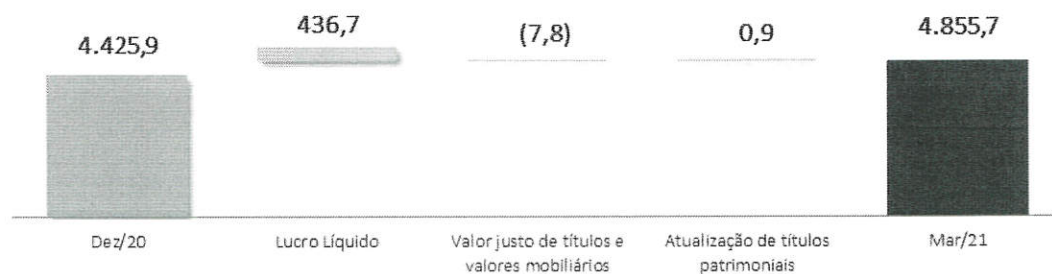 4.425,9
436,7
(7,8)
0,9
4.855,7
Dez/20
Lucro Líquido
Valor justo de títulos e
valores mobiliários
Atualização de títulos
patrimoniais
Mar/21